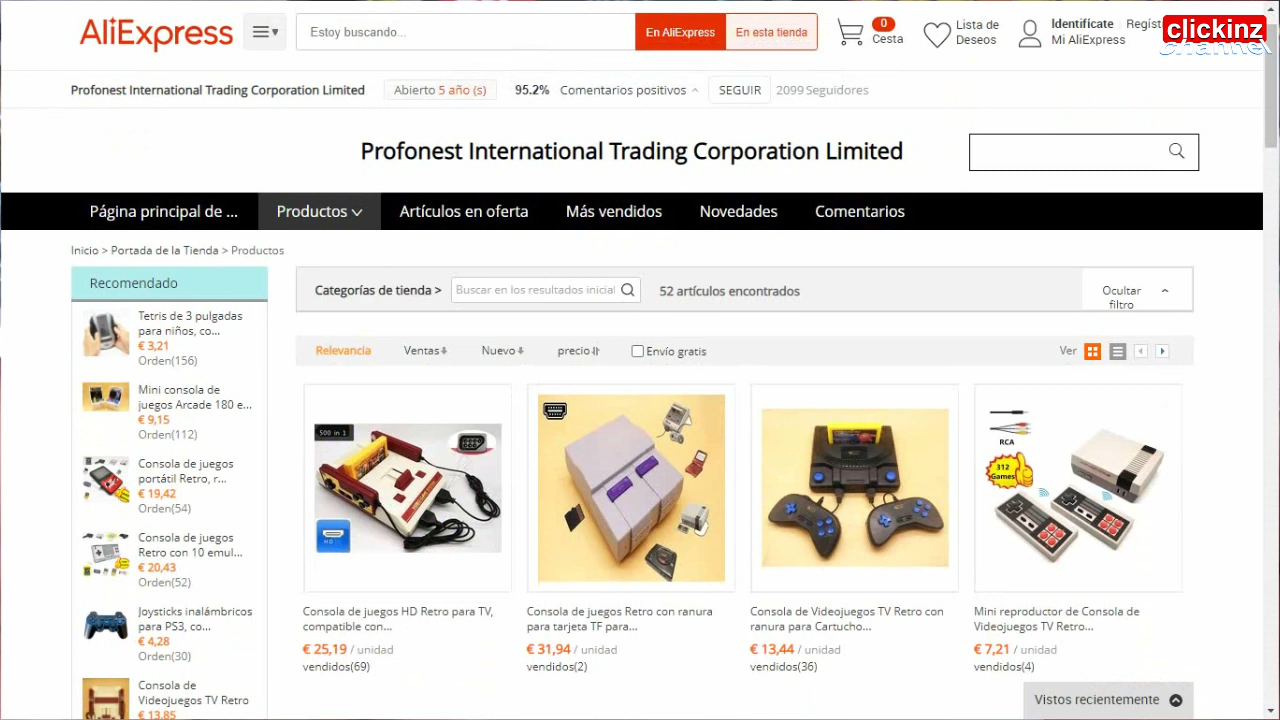 AliExpress
Estoy buscando...
En AliExpress
En esta tienda
0
Cesta
Lista de
Deseos
Identifícate Regíst
Mi AliExpress
clickinz
channel
Profonest International Trading Corporation Limited
Abierto 5 año (s)
95.2% Comentarios positivos
SEGUIR
2099 Seguidores
Profonest International Trading Corporation Limited
Página principal de ...
Productos
Artículos en oferta
Más vendidos
Novedades
Comentarios
Inicio > Portada de la Tienda > Productos
Recomendado
Tetris de 3 pulgadas
para niños, co...
€ 3,21
Orden(156)
Mini consola de
juegos Arcade 180 e...
€ 9,15
Orden(112)
Consola de juegos
portátil Retro, r...
€ 19,42
Orden(54)
Consola de juegos
Retro con 10 emul...
€ 20,43
Orden(52)
Joysticks inalámbricos
para PS3, co...
€ 4,28
Orden(30)
Consola de
Videojuegos TV Retro
€ 13,85
Categorías de tienda >
Buscar en los resultados inicial
52 artículos encontrados
Ocultar
filtro
Relevancia
Ventas
Nuevo
precio
Envío gratis
Ver
500 in 1
HDMI
Consola de juegos HD Retro para TV,
compatible con...
€ 25,19 / unidad
vendidos(69)
Consola de juegos Retro con ranura
para tarjeta TF para...
€ 31,94 / unidad
vendidos(2)
Consola de Videojuegos TV Retro con
ranura para Cartucho...
€ 13,44 / unidad
vendidos(36)
RCA
312
Games
Mini reproductor de Consola de
Videojuegos TV Retro...
€ 7,21 / unidad
vendidos(4)
Vistos recientemente